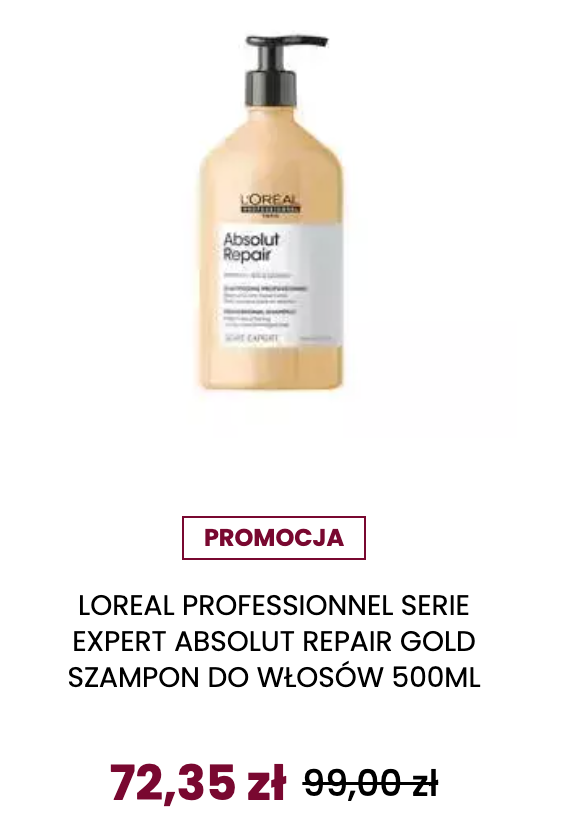 L'ORÉAL
PROFESSIONNEL
PARIS
Absolut
Repair
SERIE EXPERT
PROMOCJA
LOREAL PROFESSIONNEL SERIE
EXPERT ABSOLUT REPAIR GOLD
SZAMPON DO WŁOSÓW 500ML
72,35 zł 99,00 zł